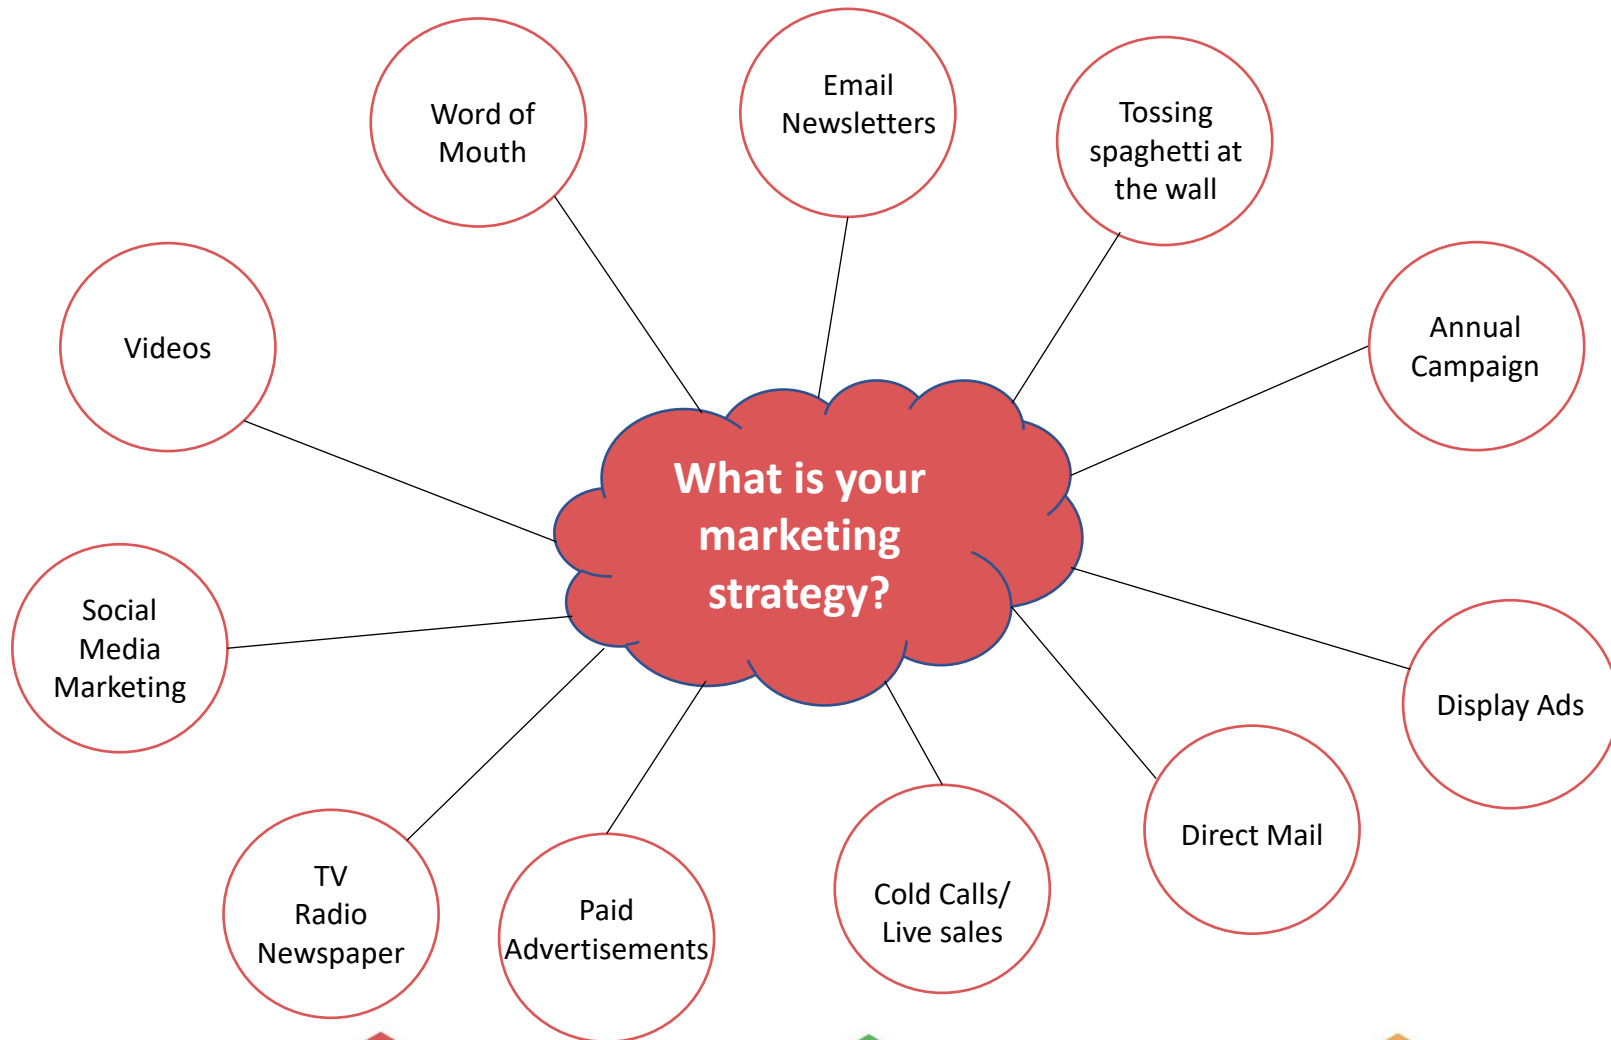 Word of
Mouth
Email
Newsletters
Tossing
spaghetti at
the wall
Videos
Annual
Campaign
What is your
marketing
strategy?
Social
Media
Marketing
Display Ads
Direct Mail
TV
Radio
Newspaper
Paid
Advertisements
Cold Calls/
Live sales